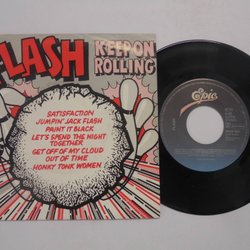 FLASH
KEEP ON
ROLLING
SATISFACTION
JUMPIN' JACK FLASH
PAINT IT BLACK
LET'S SPEND THE NIGHT
TOGETHER
GET OFF OF MY CLOUD
OUT OF TIME
HONKY TONK WOMEN
Epic